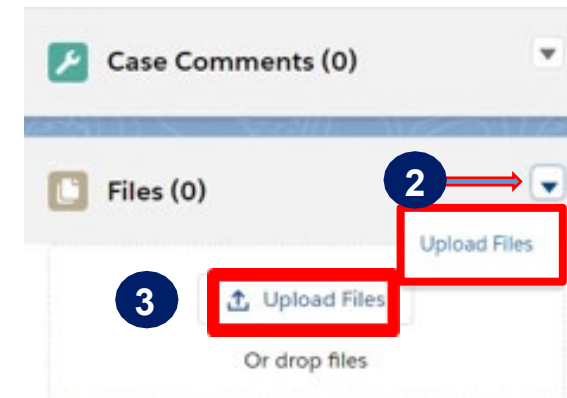 Case Comments (0)
Files (0)
2
Upload Files
3
Upload Files
Or drop files